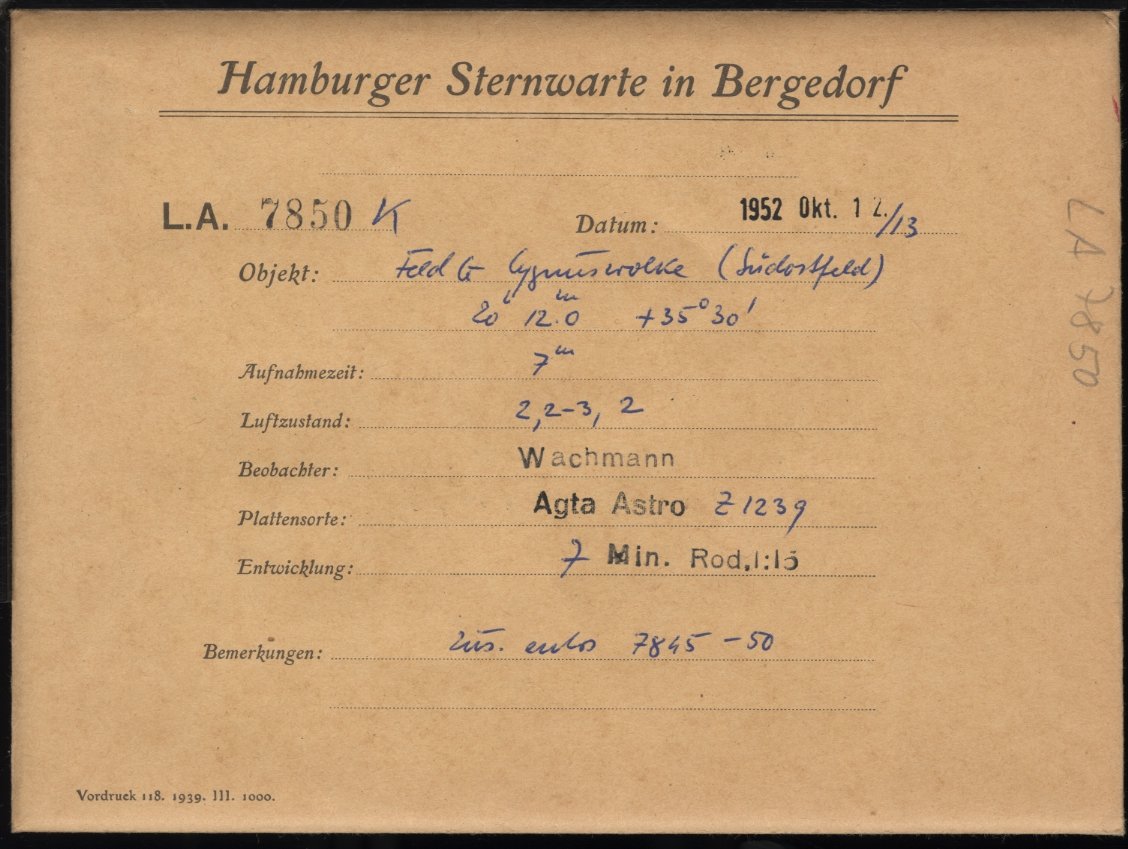 Hamburger Sternwarte in Bergedorf
L.A. 7850 K
Datum: 1952 Okt. 12./13
Objekt: Feld G Cygnuswolke (Südostfeld)
20h 12m.0 +35° 30'
Aufnahmezeit: 7m
Luftzustand: 2,2-3, 2
Beobachter: Wachmann
Plattensorte: Agfa Astro Z 1239
Entwicklung: 7 Min. Rod. 1:15
Bemerkungen: 7845 - 50
Vordruck 118. 1939. III. 1000.
LA 7850